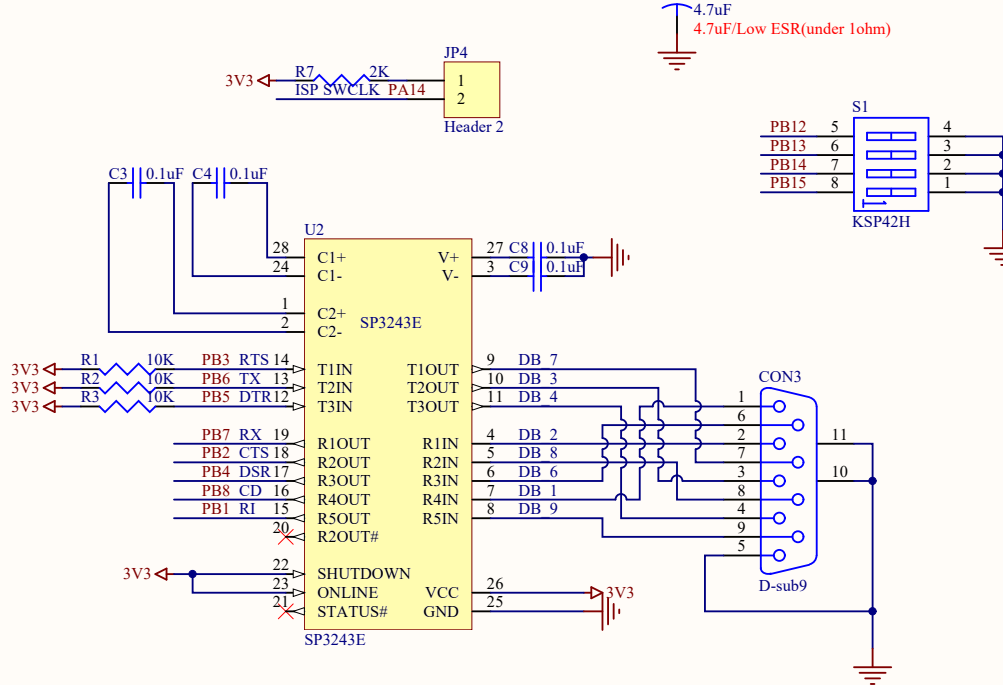 4.7uF
4.7uF/Low ESR(under 1ohm)
JP4
3V3 R7 2K 1
ISP SWCLK PA14 2
Header 2
S1
PB12 5 4
PB13 6 3
PB14 7 2
PB15 8 1
KSP42H
C3 0.1uF C4 0.1uF
U2
28 C1+ V+ 27 C8 0.1uF
24 C1- V- 3 C9 0.1uF
1 C2+
2 C2-
SP3243E
3V3 R1 10K PB3 RTS 14 T1IN T1OUT 9 DB 7
3V3 R2 10K PB6 TX 13 T2IN T2OUT 10 DB 3
3V3 R3 10K PB5 DTR 12 T3IN T3OUT 11 DB 4
PB7 RX 19 R1OUT R1IN 4 DB 2
PB2 CTS 18 R2OUT R2IN 5 DB 8
PB4 DSR 17 R3OUT R3IN 6 DB 6
PB8 CD 16 R4OUT R4IN 7 DB 1
PB1 RI 15 R5OUT R5IN 8 DB 9
20 R2OUT#
3V3 22 SHUTDOWN
23 ONLINE VCC 26 3V3
21 STATUS# GND 25
SP3243E
CON3
1
6
2 11
7
3 10
8
4
9
5
D-sub9